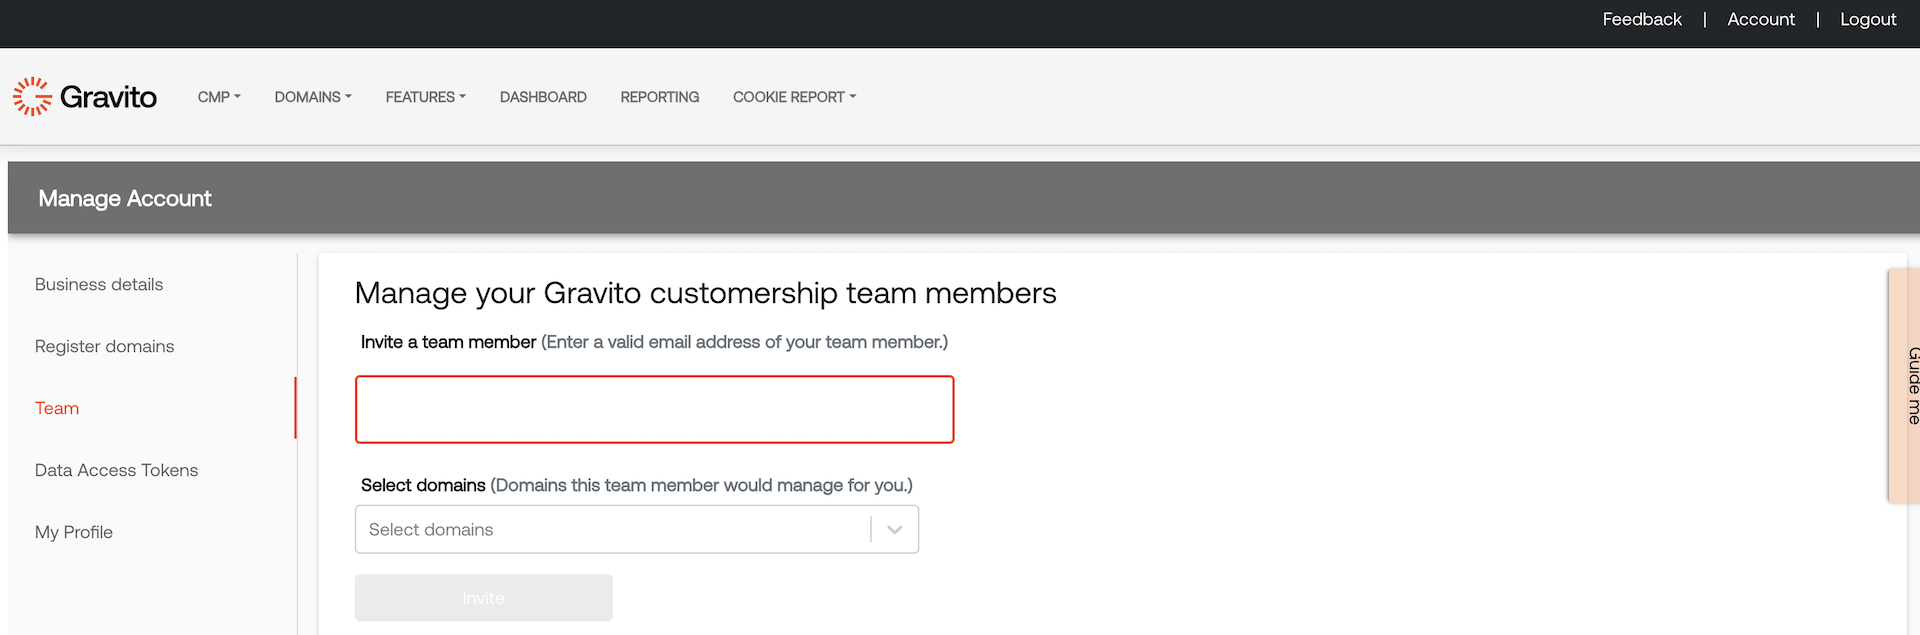 Feedback | Account | Logout
Gravito CMP DOMAINS FEATURES DASHBOARD REPORTING COOKIE REPORT
Manage Account
Business details
Register domains
Team
Data Access Tokens
My Profile
Manage your Gravito customership team members
Invite a team member (Enter a valid email address of your team member.)
Select domains (Domains this team member would manage for you.)
Select domains
Invite
Guide me